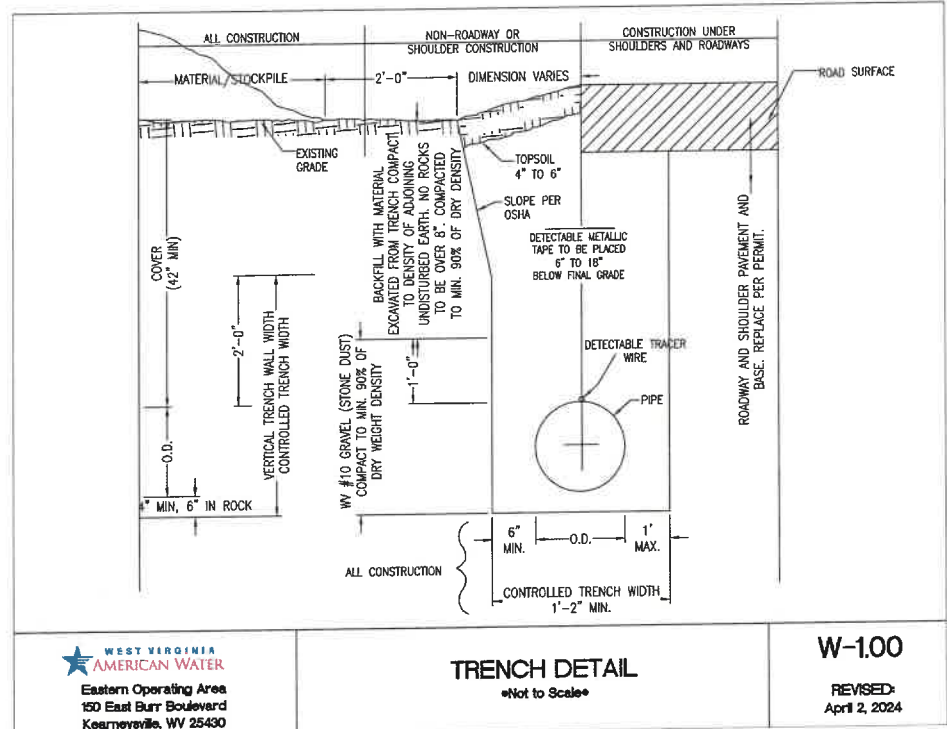 ALL CONSTRUCTION
NON-ROADWAY OR
SHOULDER CONSTRUCTION
CONSTRUCTION UNDER
SHOULDERS AND ROADWAYS
MATERIAL/STOCKPILE
2'-0"
DIMENSION VARIES
ROAD SURFACE
EXISTING
GRADE
TOPSOIL
4" TO 6"
SLOPE PER
OSHA
BACKFILL WITH MATERIAL
EXCAVATED FROM TRENCH COMPACT
TO DENSITY OF ADJOINING
UNDISTURBED EARTH. NO ROCKS
TO BE OVER 8". COMPACTED
TO MIN. 90% OF DRY DENSITY
DETECTABLE METALLIC
TAPE TO BE PLACED
6" TO 18"
BELOW FINAL GRADE
ROADWAY AND SHOULDER PAVEMENT AND
BASE. REPLACE PER PERMIT.
COVER
(42" MIN)
2'-0"
VERTICAL TRENCH WALL WIDTH
CONTROLLED TRENCH WIDTH
1'-0"
WV #10 GRAVEL (STONE DUST)
COMPACT TO MIN. 90% OF
DRY WEIGHT DENSITY
DETECTABLE TRACER
WIRE
PIPE
O.D.
4" MIN, 6" IN ROCK
6"
MIN.
O.D.
1'
MAX.
ALL CONSTRUCTION
CONTROLLED TRENCH WIDTH
1'-2" MIN.
WEST VIRGINIA
AMERICAN WATER
Eastern Operating Area
150 East Burr Boulevard
Kearneysville, WV 25430
TRENCH DETAIL
*Not to Scale*
W-1.00
REVISED:
April 2, 2024